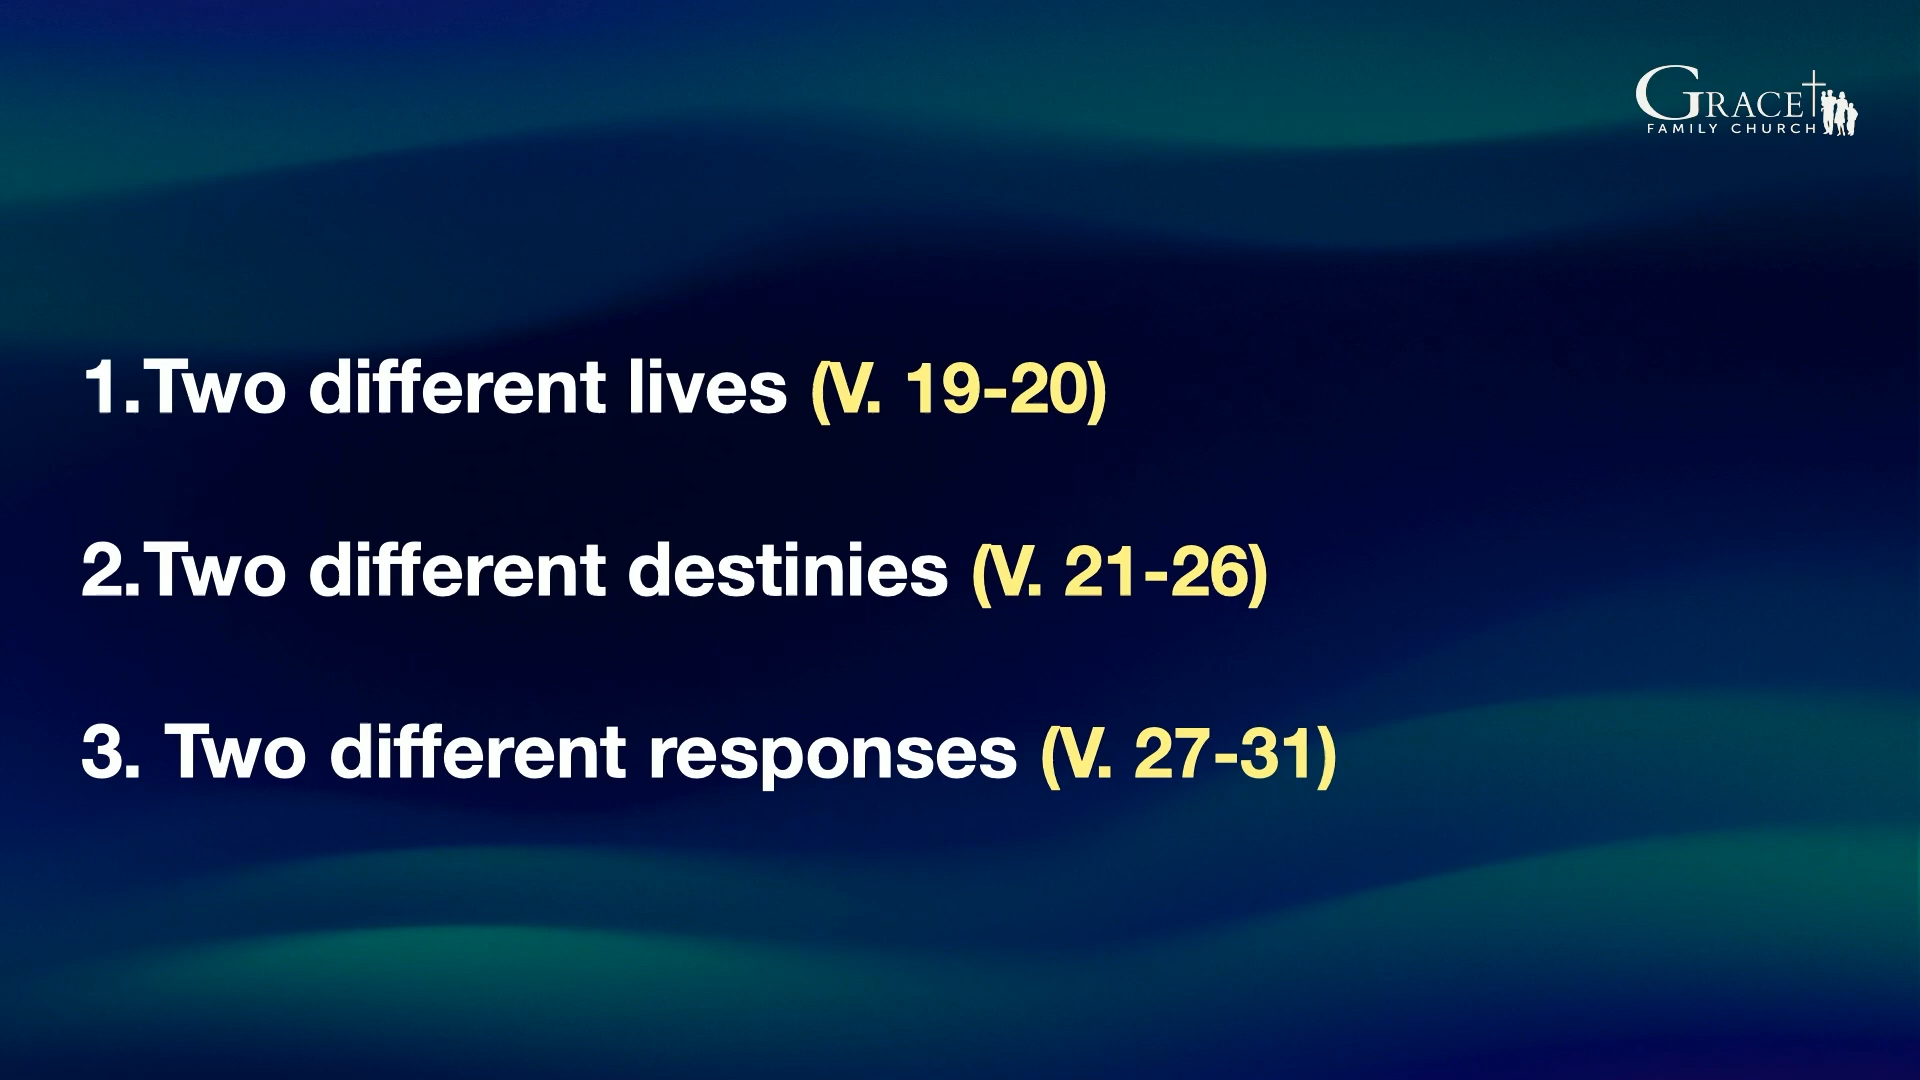 GRACE
FAMILY CHURCH
1.Two different lives (V. 19-20)
2.Two different destinies (V. 21-26)
3. Two different responses (V. 27-31)